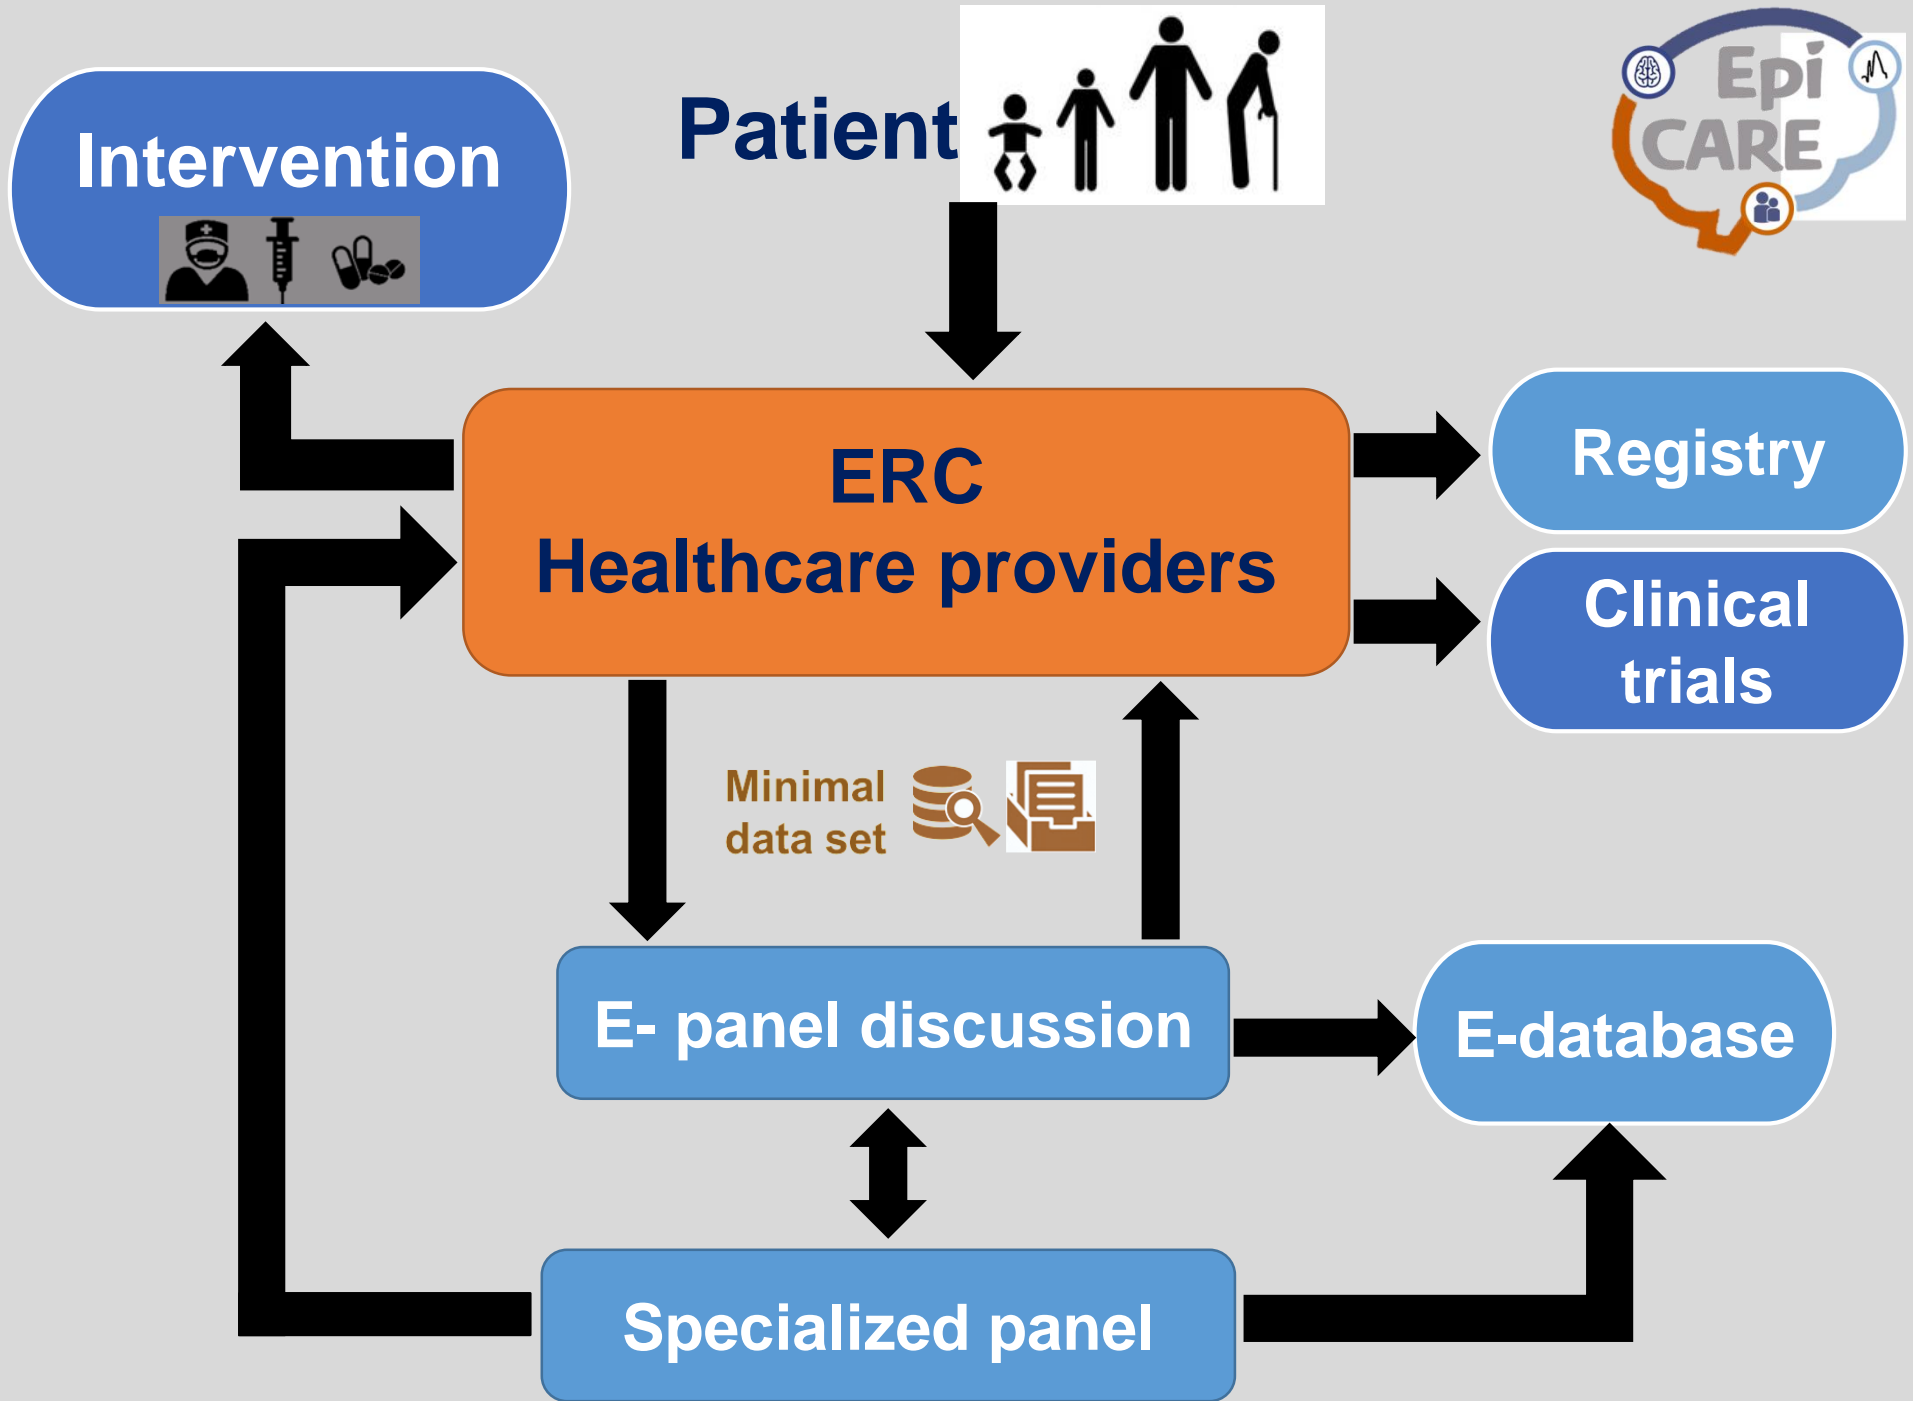 Intervention
Patient
Epi
CARE
ERC
Healthcare providers
Registry
Clinical
trials
Minimal
data set
E- panel discussion
E-database
Specialized panel